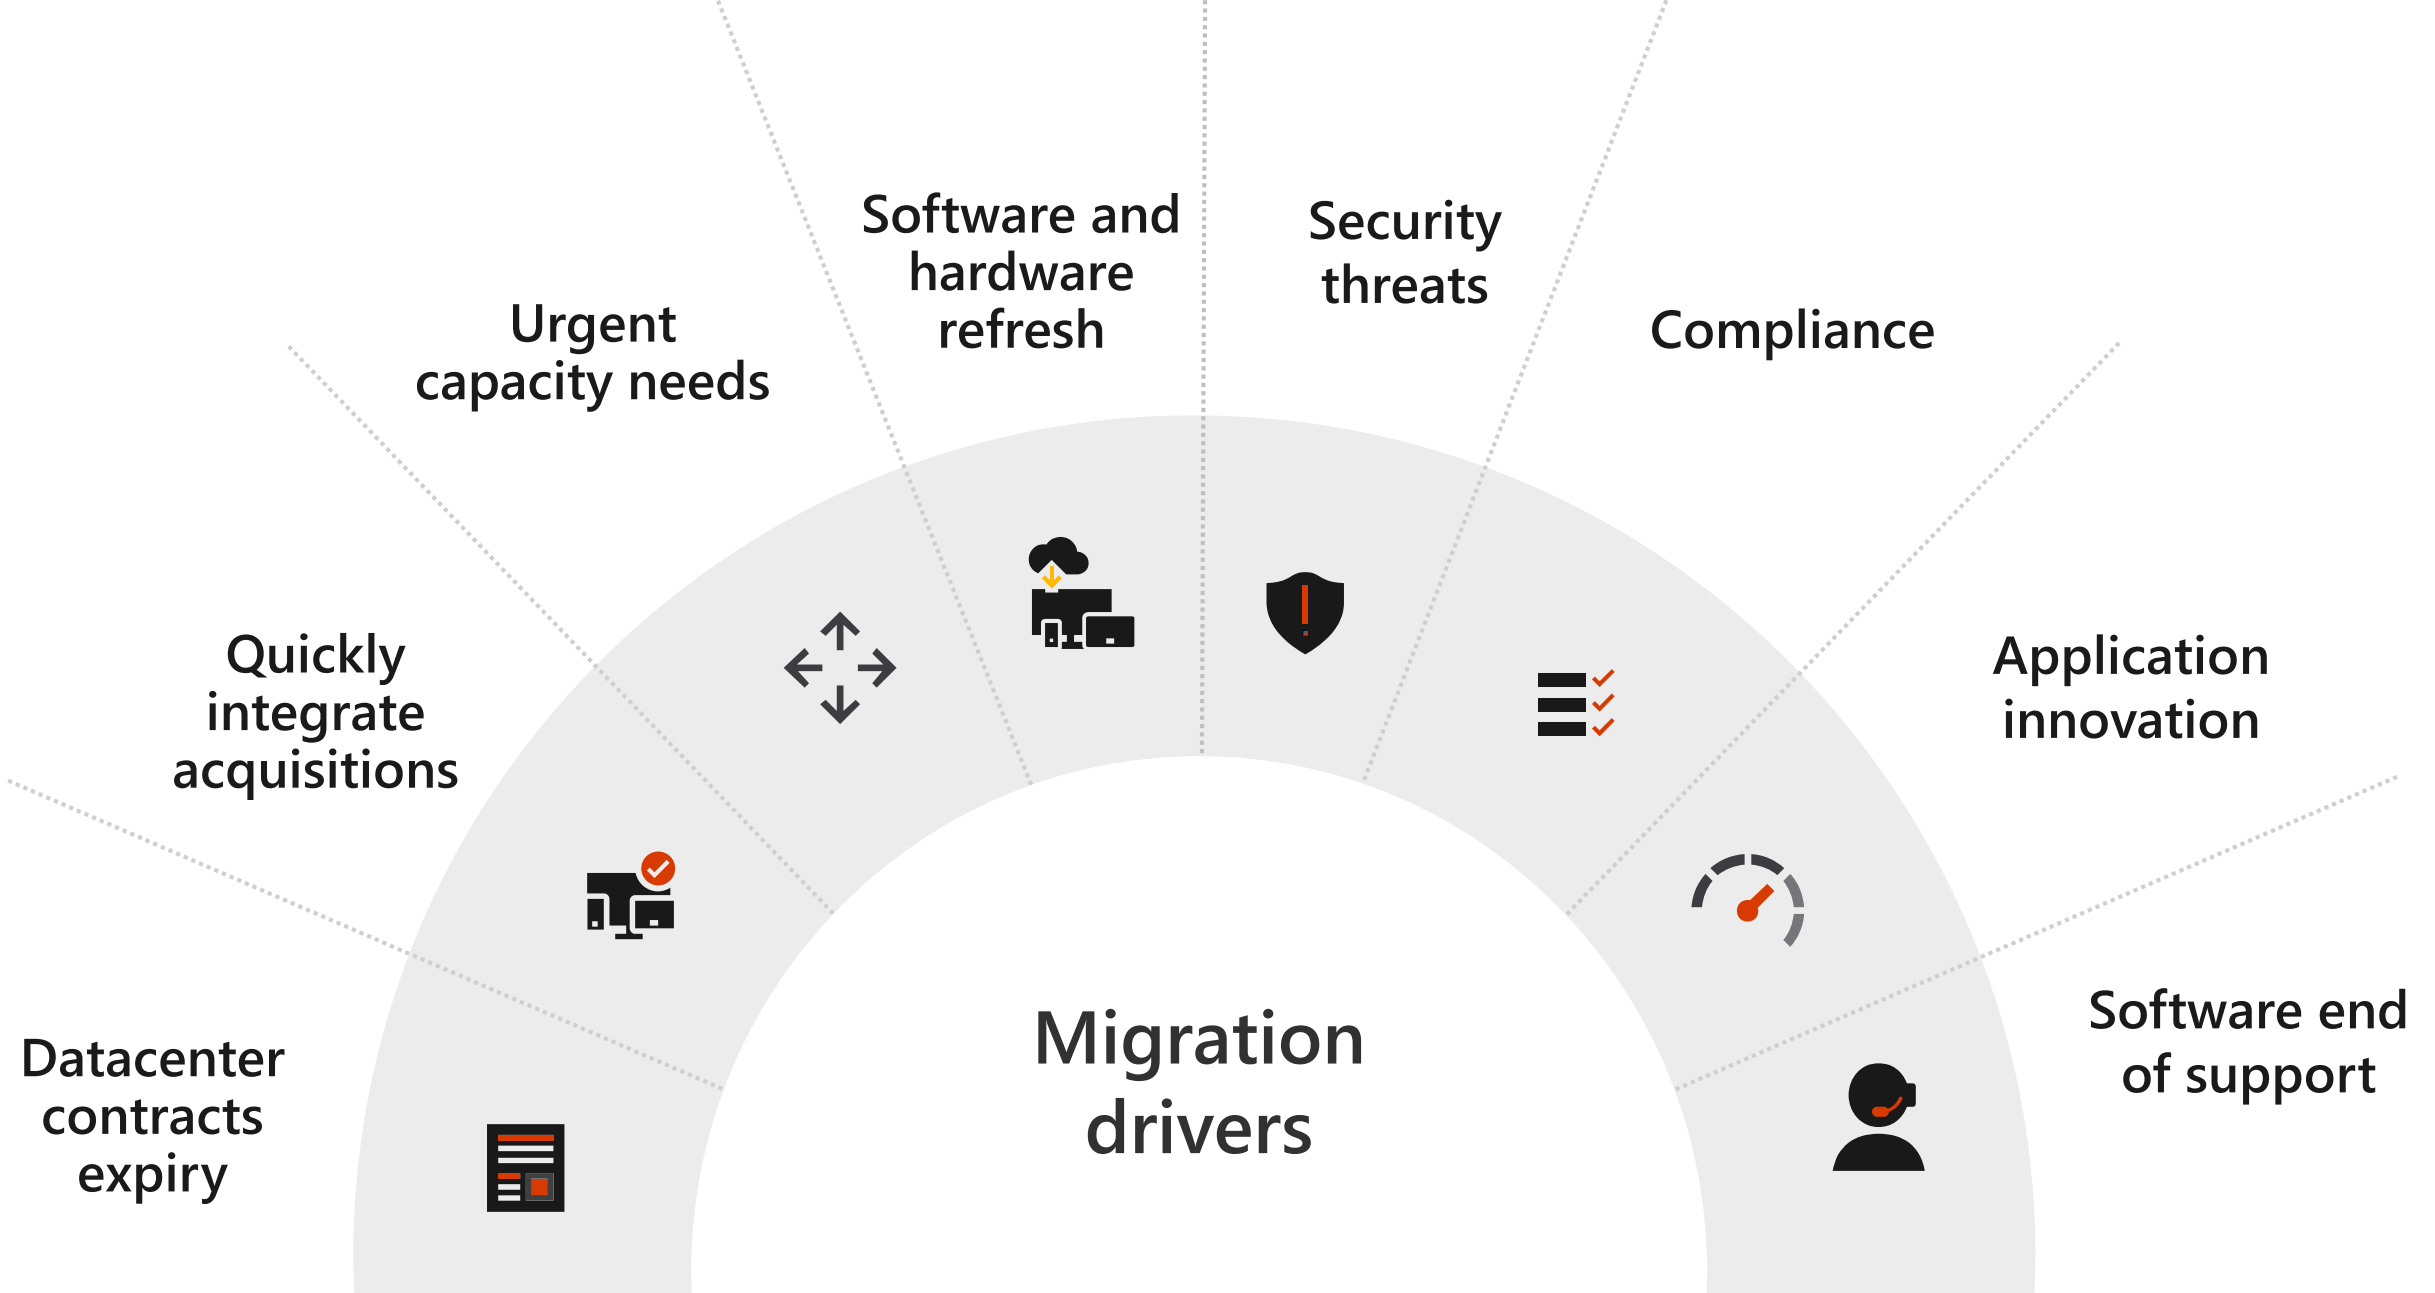 Datacenter
contracts
expiry
Quickly
integrate
acquisitions
Urgent
capacity needs
Software and
hardware
refresh
Security
threats
Compliance
Application
innovation
Software end
of support
Migration
drivers